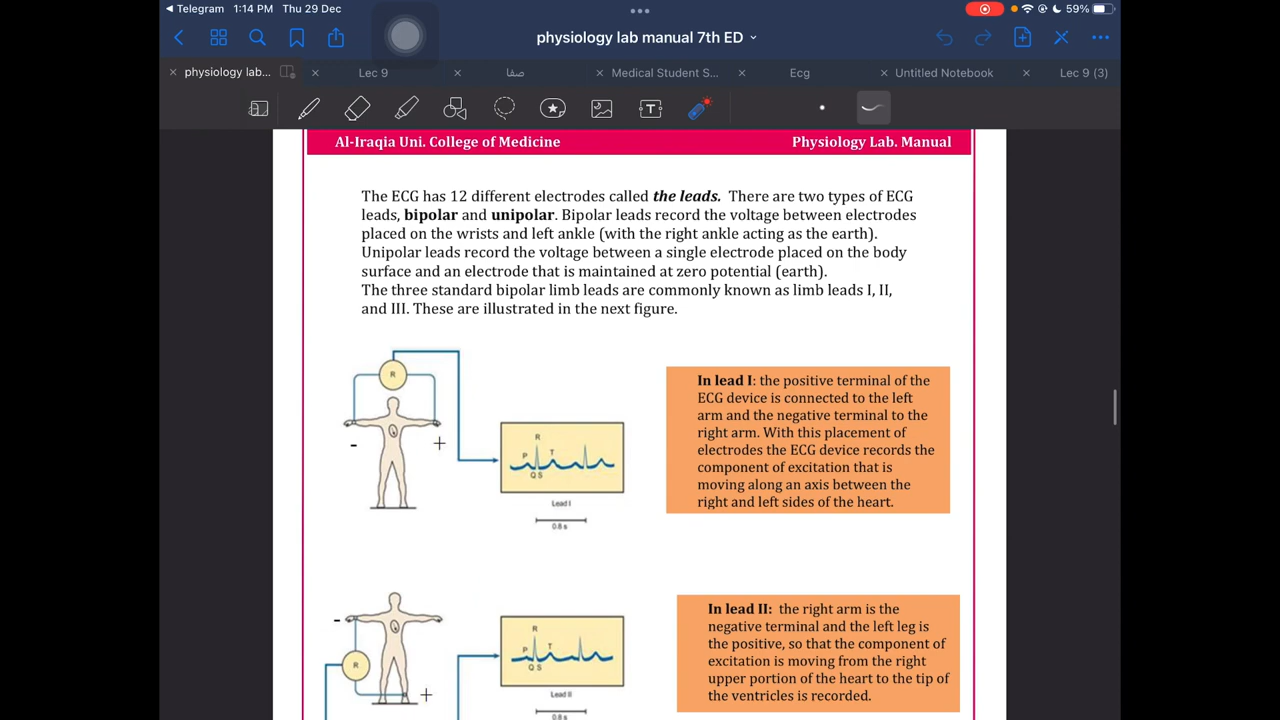 Telegram 1:14 PM Thu 29 Dec 59%
physiology lab manual 7th ED
physiology lab... Lec 9 صفا Medical Student S... Ecg Untitled Notebook Lec 9 (3)
Al-Iraqia Uni. College of Medicine Physiology Lab. Manual
The ECG has 12 different electrodes called the leads. There are two types of ECG
leads, bipolar and unipolar. Bipolar leads record the voltage between electrodes
placed on the wrists and left ankle (with the right ankle acting as the earth).
Unipolar leads record the voltage between a single electrode placed on the body
surface and an electrode that is maintained at zero potential (earth).
The three standard bipolar limb leads are commonly known as limb leads I, II,
and III. These are illustrated in the next figure.
R
- +
R
P T
Q S
Lead I
0.8 s
In lead I: the positive terminal of the
ECG device is connected to the left
arm and the negative terminal to the
right arm. With this placement of
electrodes the ECG device records the
component of excitation that is
moving along an axis between the
right and left sides of the heart.
-
R
+
R
P T
Q S
Lead II
0.8 s
In lead II: the right arm is the
negative terminal and the left leg is
the positive, so that the component of
excitation is moving from the right
upper portion of the heart to the tip of
the ventricles is recorded.